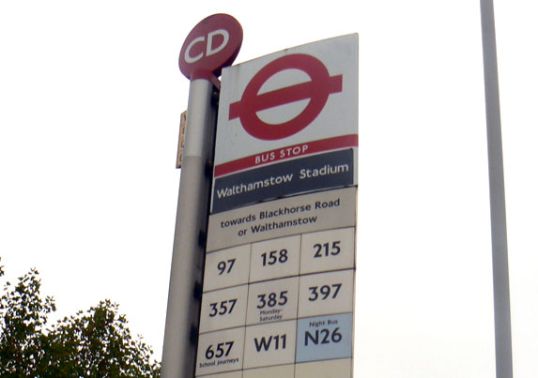 CD
BUS STOP
Walthamstow Stadium
towards Blackhorse Road
or Walthamstow
97 158 215
357 385 397
Monday-
Saturday
Night Bus
657 W11 N26
School Journeys